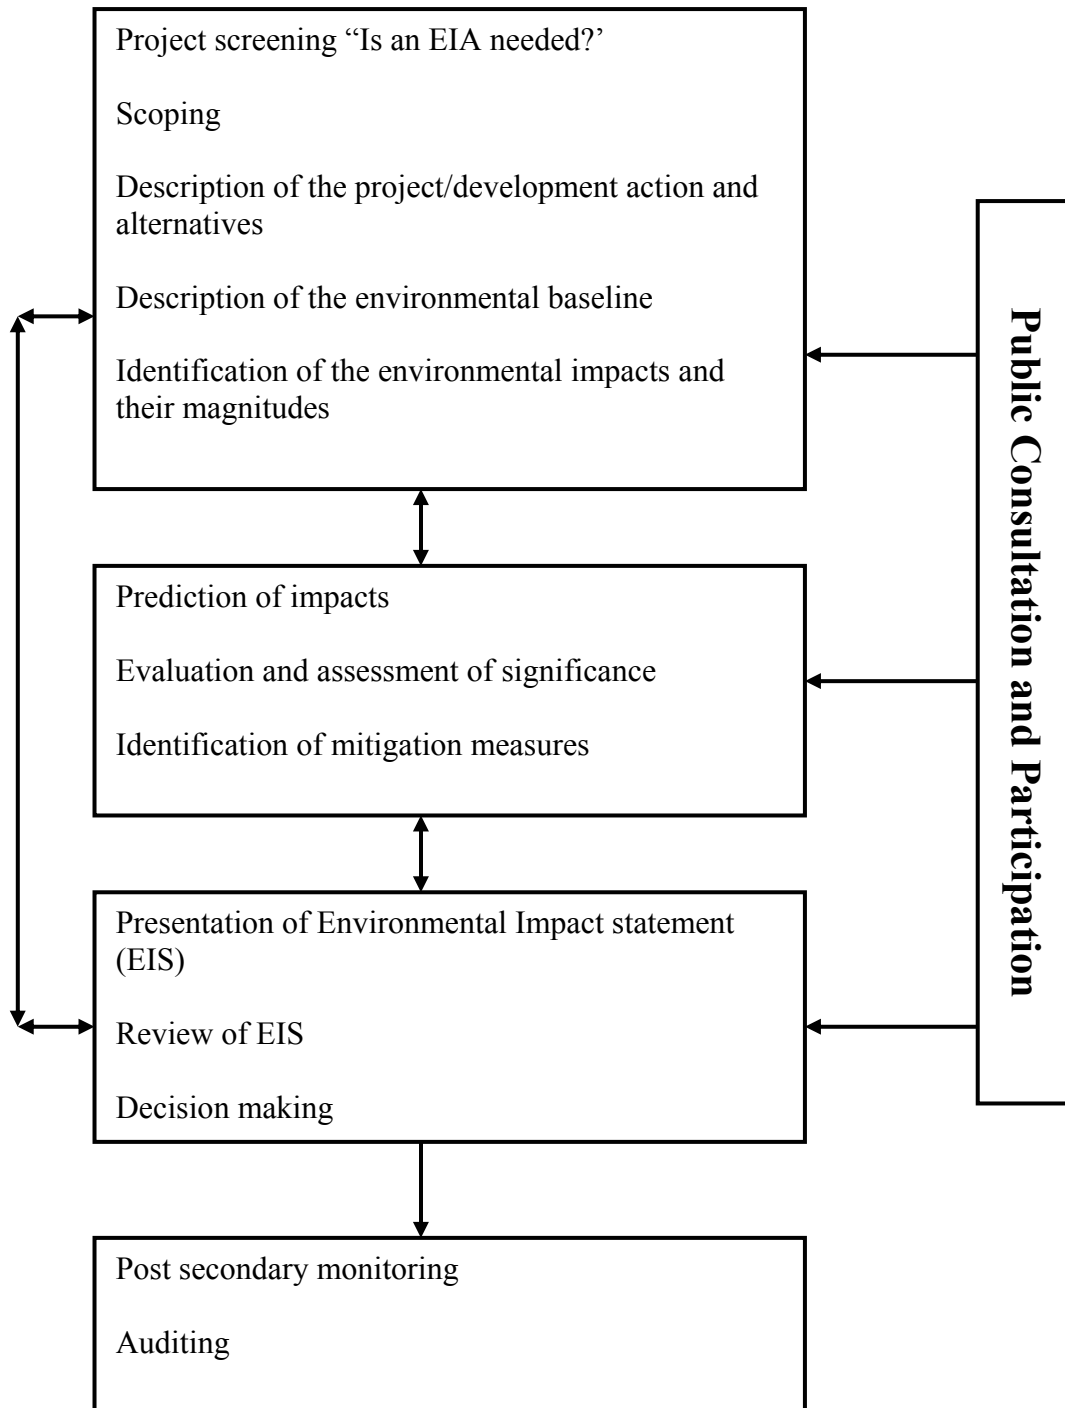 Project screening “Is an EIA needed?’
Scoping
Description of the project/development action and
alternatives
Description of the environmental baseline
Identification of the environmental impacts and
their magnitudes
Prediction of impacts
Evaluation and assessment of significance
Identification of mitigation measures
Presentation of Environmental Impact statement
(EIS)
Review of EIS
Decision making
Post secondary monitoring
Auditing
Public Consultation and Participation